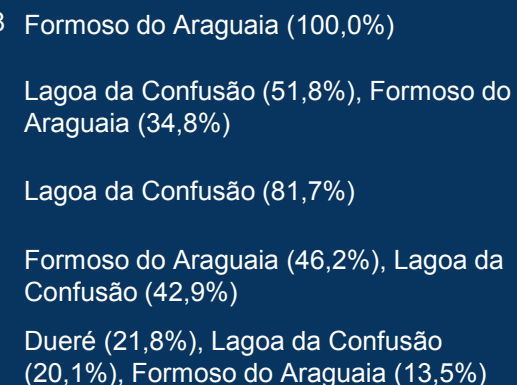 3 Formoso do Araguaia (100,0%)
Lagoa da Confusão (51,8%), Formoso do
Araguaia (34,8%)
Lagoa da Confusão (81,7%)
Formoso do Araguaia (46,2%), Lagoa da
Confusão (42,9%)
Dueré (21,8%), Lagoa da Confusão
(20,1%), Formoso do Araguaia (13,5%)